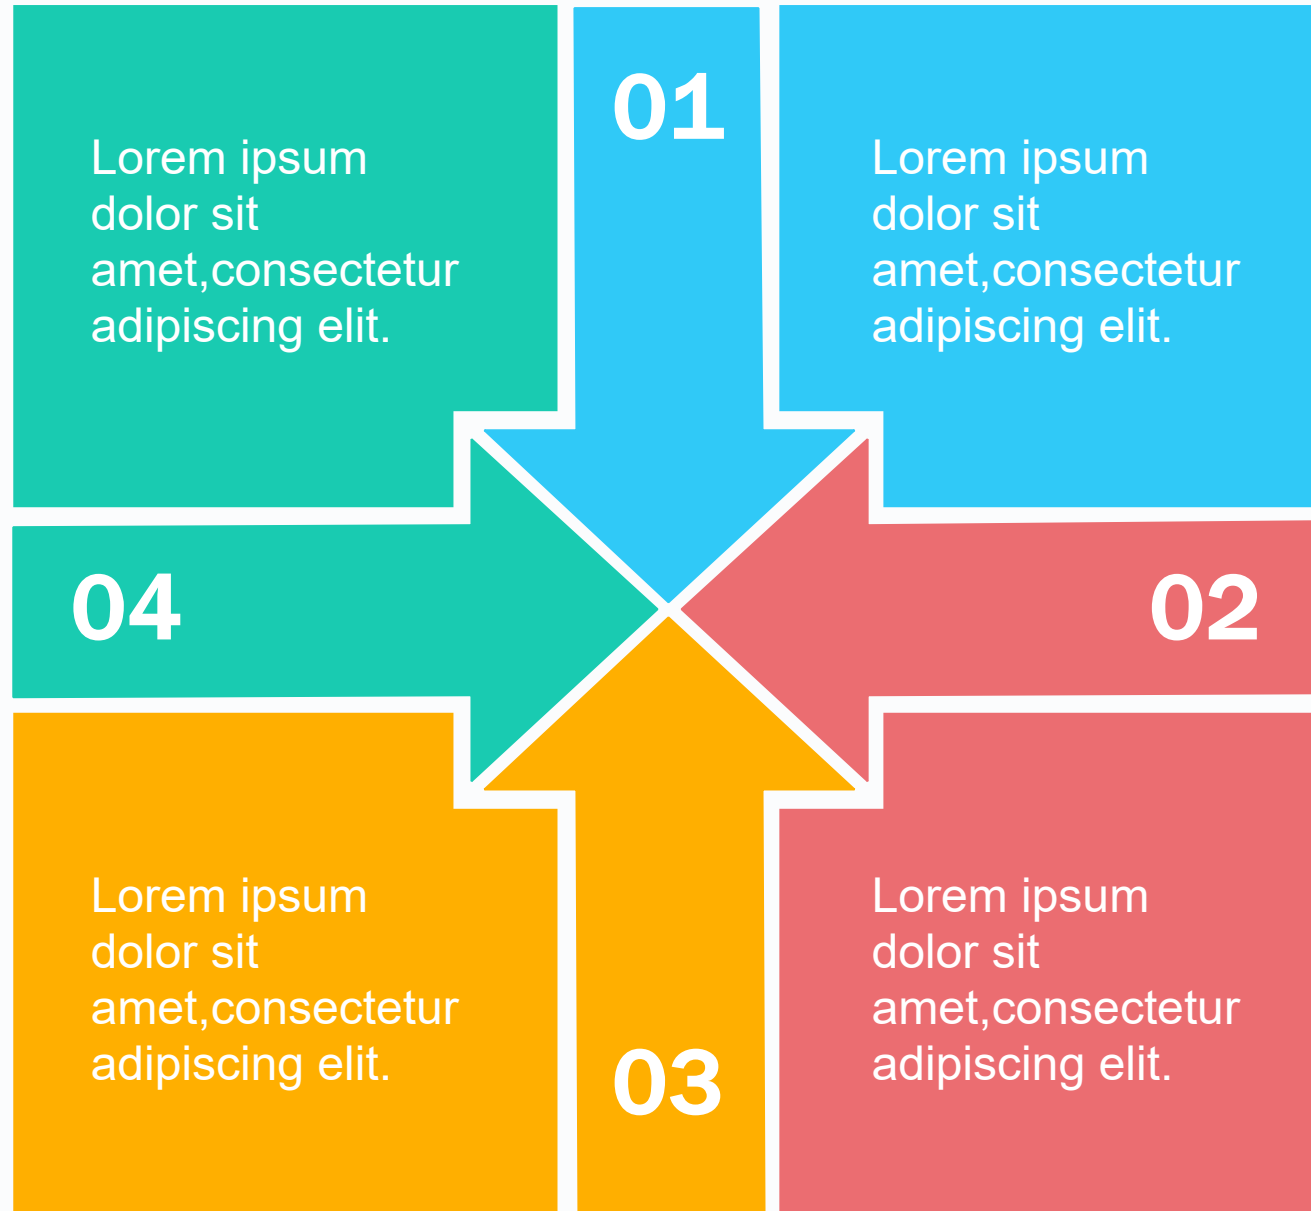 01
Lorem ipsum
dolor sit
amet,consectetur
adipiscing elit.
Lorem ipsum
dolor sit
amet,consectetur
adipiscing elit.
04
02
Lorem ipsum
dolor sit
amet,consectetur
adipiscing elit.
Lorem ipsum
dolor sit
amet,consectetur
adipiscing elit.
03